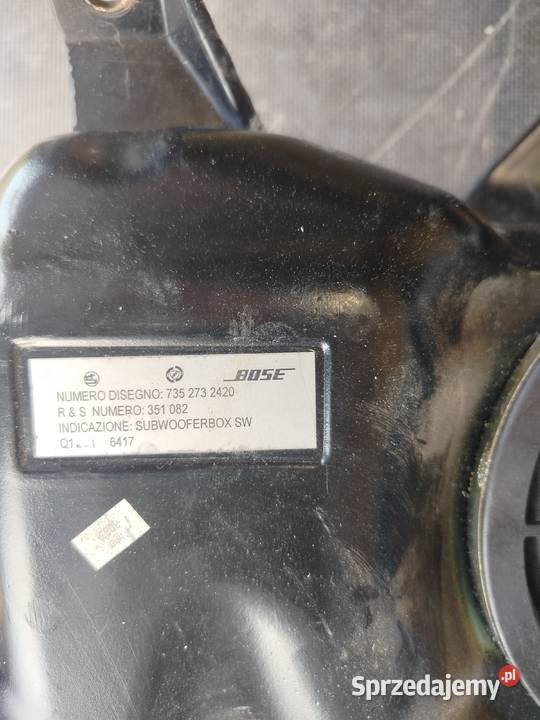 BOSE
NUMERO DISEGNO: 735 273 2420
R & S NUMERO: 351 082
INDICAZIONE: SUBWOOFERBOX SW
6417
Sprzedajemy.pl